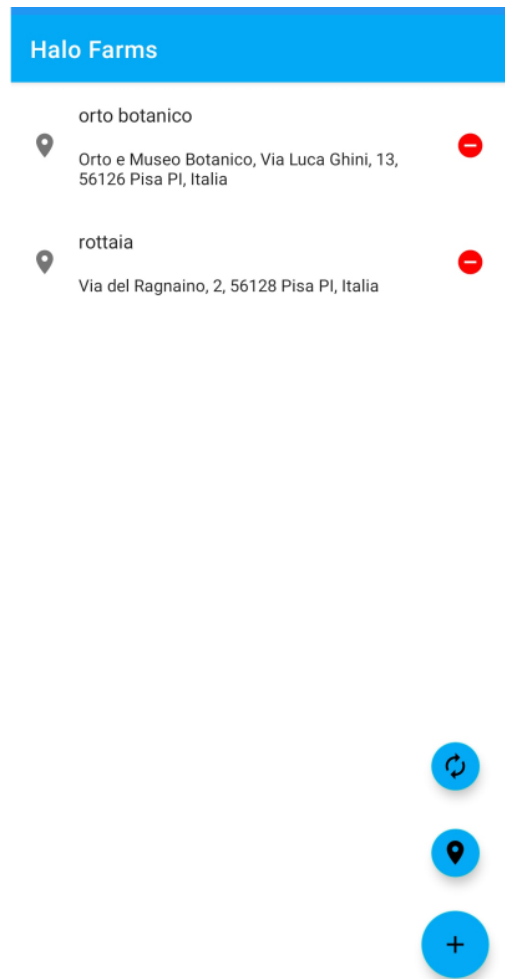 Halo Farms
orto botanico
Orto e Museo Botanico, Via Luca Ghini, 13,
56126 Pisa PI, Italia
rottaia
Via del Ragnaino, 2, 56128 Pisa PI, Italia